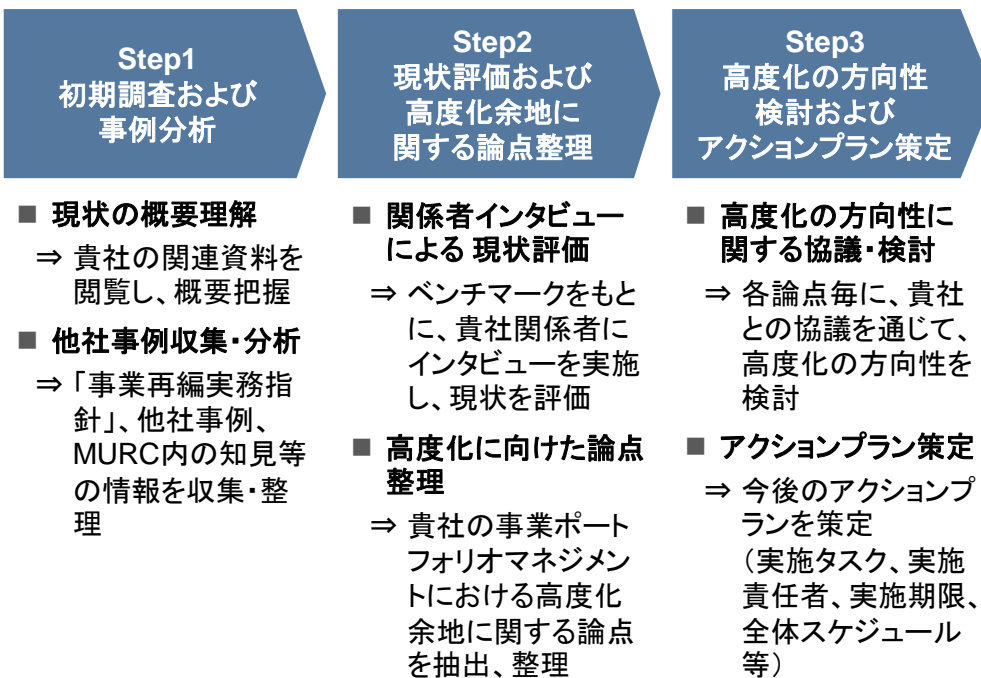 Step1
初期調査および
事例分析
■ 現状の概要理解
⇒ 貴社の関連資料を
閲覧し、概要把握
■ 他社事例収集・分析
⇒ 「事業再編実務指
針」、他社事例、
MURC内の知見等
の情報を収集・整
理
Step2
現状評価および
高度化余地に
関する論点整理
■ 関係者インタビュー
による 現状評価
⇒ ベンチマークをもと
に、貴社関係者に
インタビューを実施
し、現状を評価
■ 高度化に向けた論点
整理
⇒ 貴社の事業ポート
フォリオマネジメン
トにおける高度化
余地に関する論点
を抽出、整理
Step3
高度化の方向性
検討および
アクションプラン策定
■ 高度化の方向性に
関する協議・検討
⇒ 各論点毎に、貴社
との協議を通じて、
高度化の方向性を
検討
■ アクションプラン策定
⇒ 今後のアクションプ
ランを策定
（実施タスク、実施
責任者、実施期限、
全体スケジュール
等）